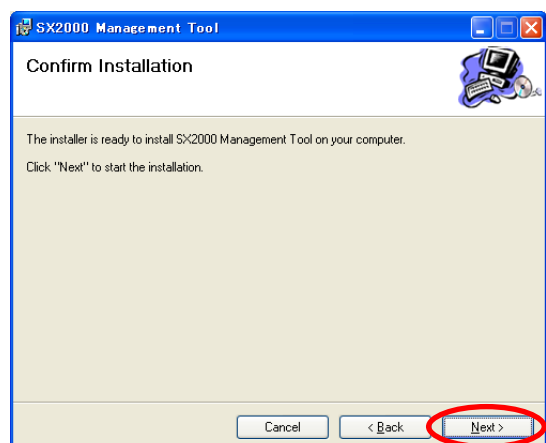 SX2000 Management Tool
Confirm Installation
The installer is ready to install SX2000 Management Tool on your computer.
Click "Next" to start the installation.
Cancel
< Back
Next >